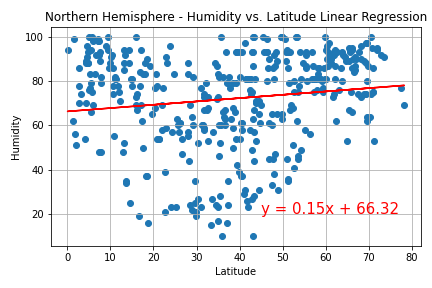 Northern Hemisphere - Humidity vs. Latitude Linear Regression
100
80
60
40
20
Humidity
y = 0.15x + 66.32
0 10 20 30 40 50 60 70 80
Latitude